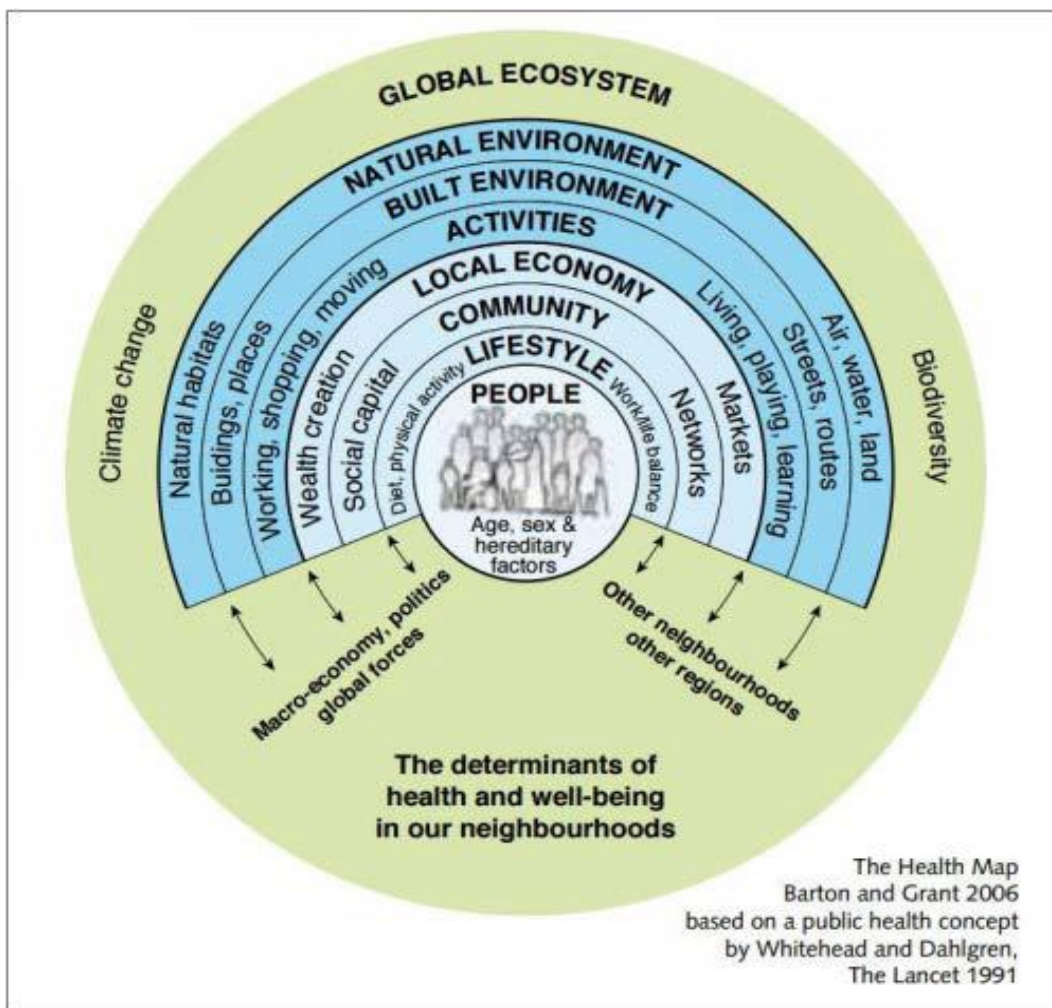 GLOBAL ECOSYSTEM
NATURAL ENVIRONMENT
BUILT ENVIRONMENT
ACTIVITIES
LOCAL ECONOMY
COMMUNITY
LIFESTYLE
PEOPLE
Age, sex &
hereditary
factors
Climate change
Natural habitats
Buidings, places
Working, shopping, moving
Wealth creation
Social capital
Diet, physical activity
Work/life balance
Networks
Markets
Living, playing, learning
Streets, routes
Air, water, land
Biodiversity
Macro-economy, politics
global forces
Other neighbourhoods
other regions
The determinants of
health and well-being
in our neighbourhoods
The Health Map
Barton and Grant 2006
based on a public health concept
by Whitehead and Dahlgren,
The Lancet 1991